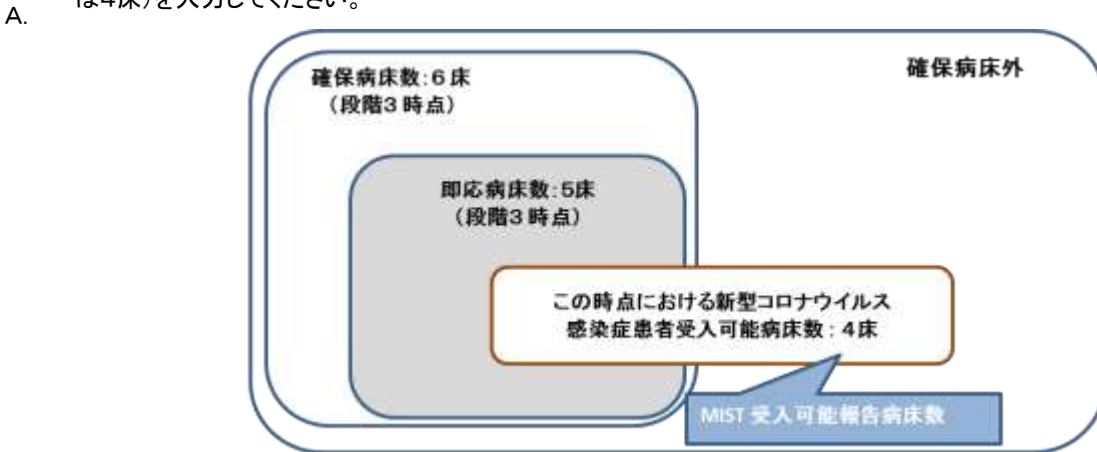 は4床)を入力してください。
A.
確保病床数:6床
(段階3時点)
確保病床外
即応病床数:5床
(段階3時点)
この時点における新型コロナウイルス
感染症患者受入可能病床数:4床
MIST 受入可能報告病床数